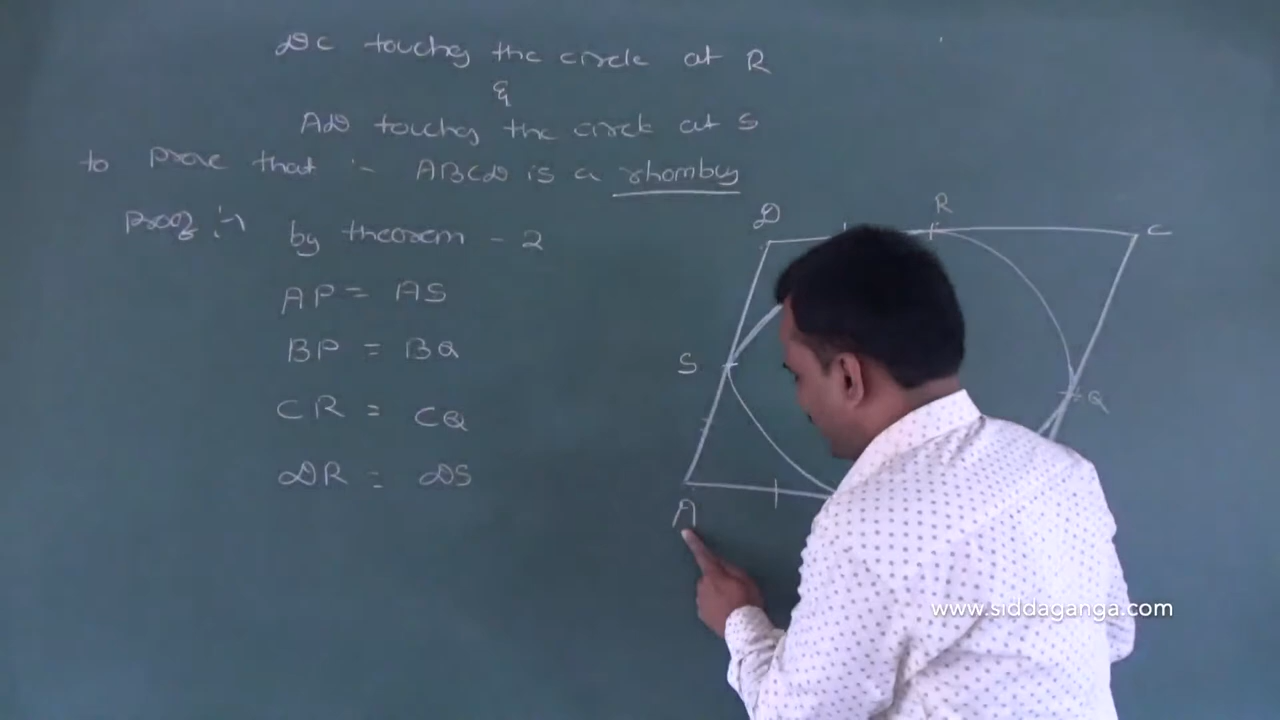 DC touches the circle at R
&
AD touches the circle at S
to prove that :- ABCD is a rhombus
Proof :-
by theorem - 2
AP = AS
BP = BQ
CR = CQ
DR = DS
D
R
C
S
Q
A
www.siddaganga.com